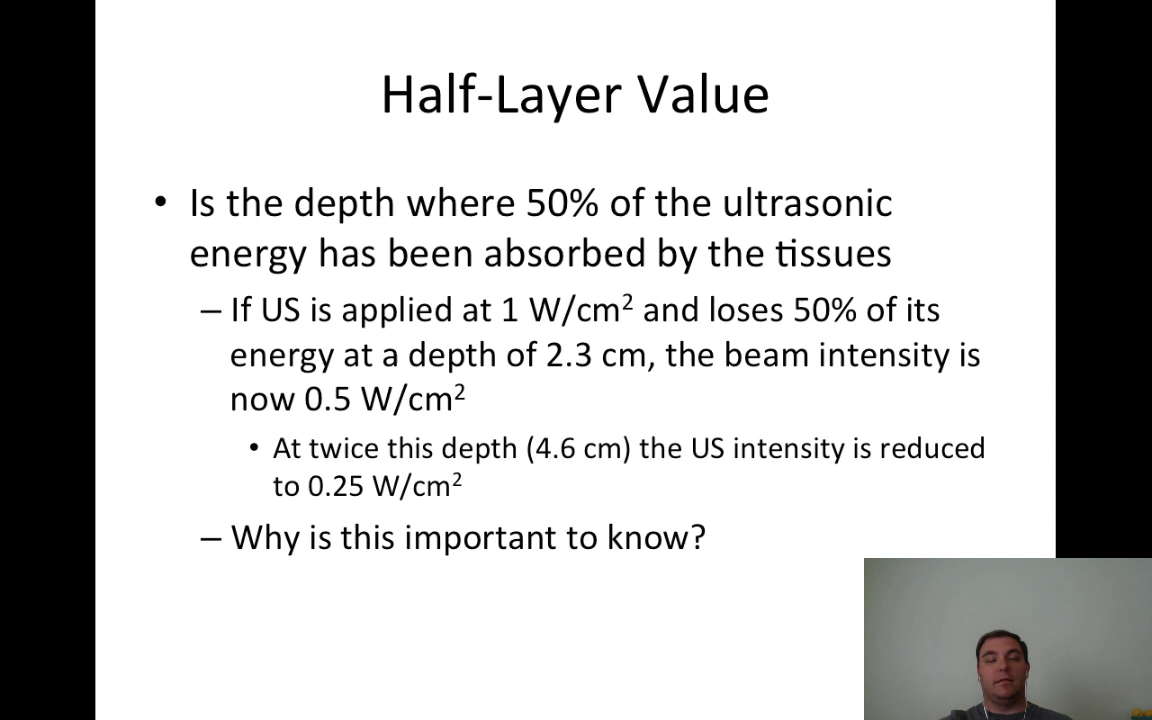 Half-Layer Value
• Is the depth where 50% of the ultrasonic
energy has been absorbed by the tissues
– If US is applied at 1 W/cm² and loses 50% of its
energy at a depth of 2.3 cm, the beam intensity is
now 0.5 W/cm²
• At twice this depth (4.6 cm) the US intensity is reduced
to 0.25 W/cm²
– Why is this important to know?